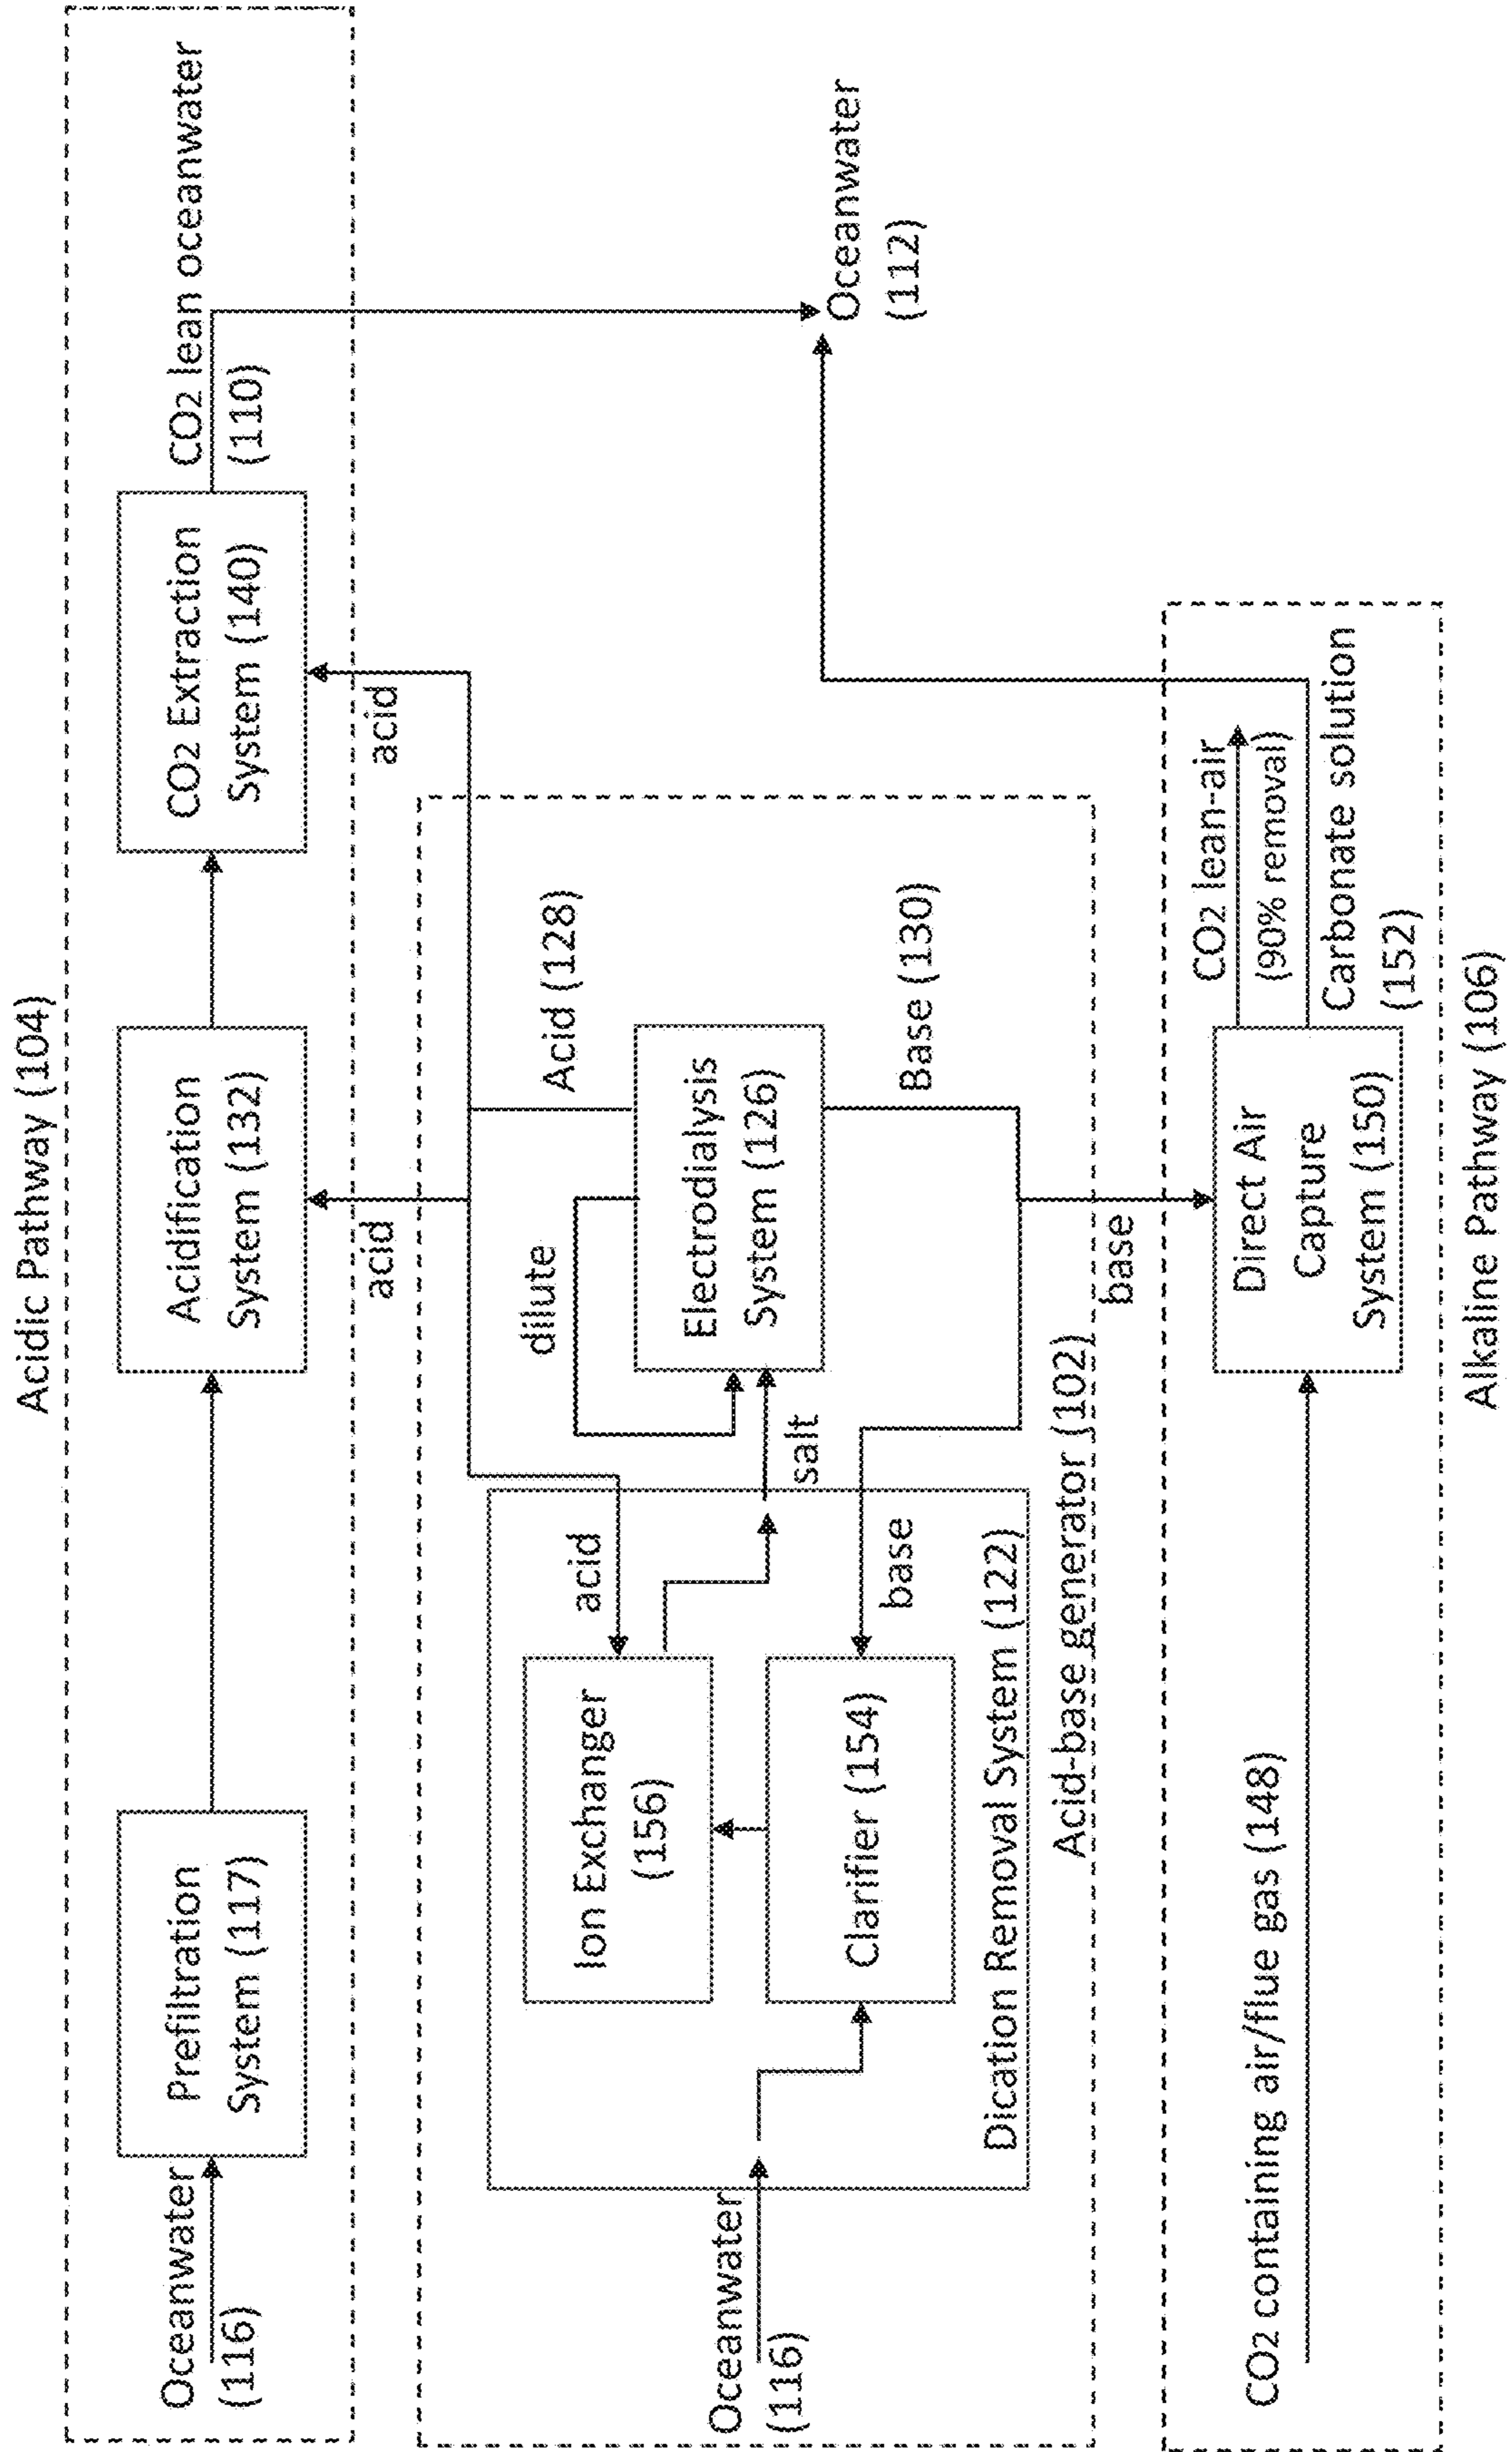 Acidic Pathway (104)
Oceanwater
(116)
Prefiltration
System (117)
Acidification
System (132)
CO2 Extraction
System (140)
CO2 lean oceanwater
(110)
acid
acid
Oceanwater
(116)
Ion Exchanger
(156)
acid
Clarifier (154)
base
Dication Removal System (122)
salt
dilute
Electrodialysis
System (126)
Acid (128)
Base (130)
Acid-base generator (102)
base
Oceanwater
(112)
CO2 containing air/flue gas (148)
Direct Air
Capture
System (150)
CO2 lean-air
(90% removal)
Carbonate solution
(152)
Alkaline Pathway (106)